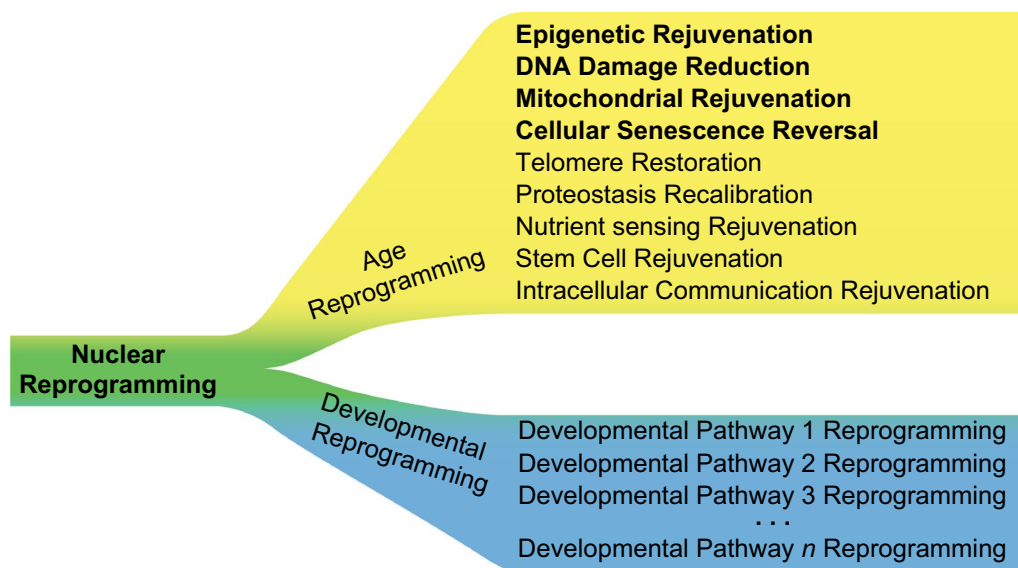 Epigenetic Rejuvenation
DNA Damage Reduction
Mitochondrial Rejuvenation
Cellular Senescence Reversal
Telomere Restoration
Proteostasis Recalibration
Nutrient sensing Rejuvenation
Stem Cell Rejuvenation
Intracellular Communication Rejuvenation
Age
Reprogramming
Nuclear
Reprogramming
Developmental
Reprogramming
Developmental Pathway 1 Reprogramming
Developmental Pathway 2 Reprogramming
Developmental Pathway 3 Reprogramming
. . .
Developmental Pathway n Reprogramming